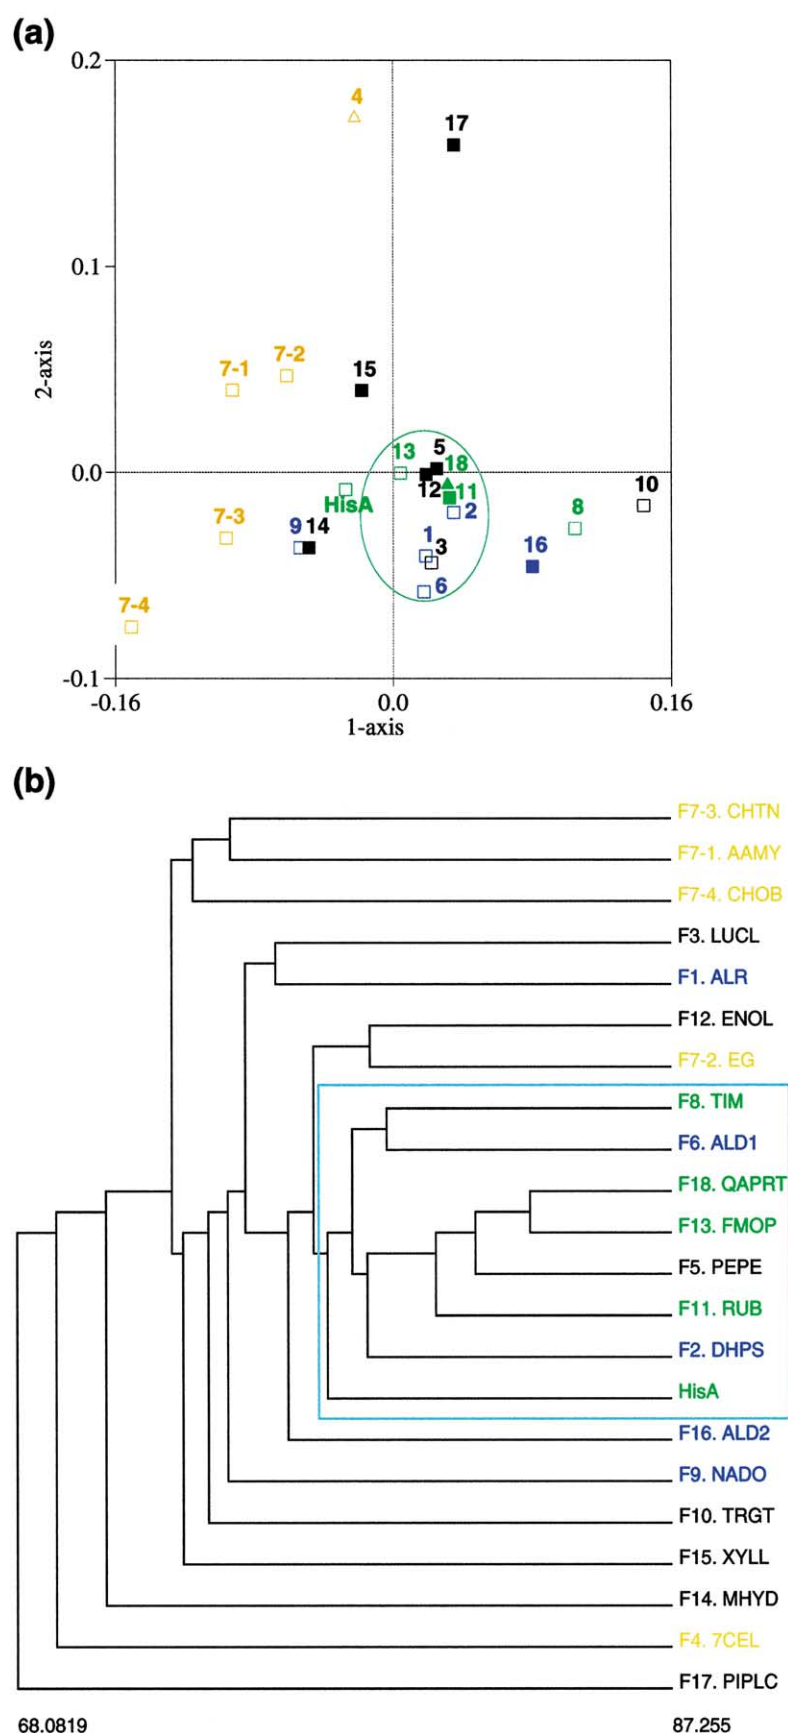 (a)
0.2
4
17
0.1
2-axis
7-1
7-2
15
13
5
18
0.0
12
11
HisA
2
10
8
7-3
9
14
1
3
16
6
7-4
-0.1
-0.16
0.0
0.16
1-axis
(b)
F7-3. CHTN
F7-1. AAMY
F7-4. CHOB
F3. LUCL
F1. ALR
F12. ENOL
F7-2. EG
F8. TIM
F6. ALD1
F18. QAPRT
F13. FMOP
F5. PEPE
F11. RUB
F2. DHPS
HisA
F16. ALD2
F9. NADO
F10. TRGT
F15. XYLL
F14. MHYD
F4. 7CEL
F17. PIPLC
68.0819
87.255